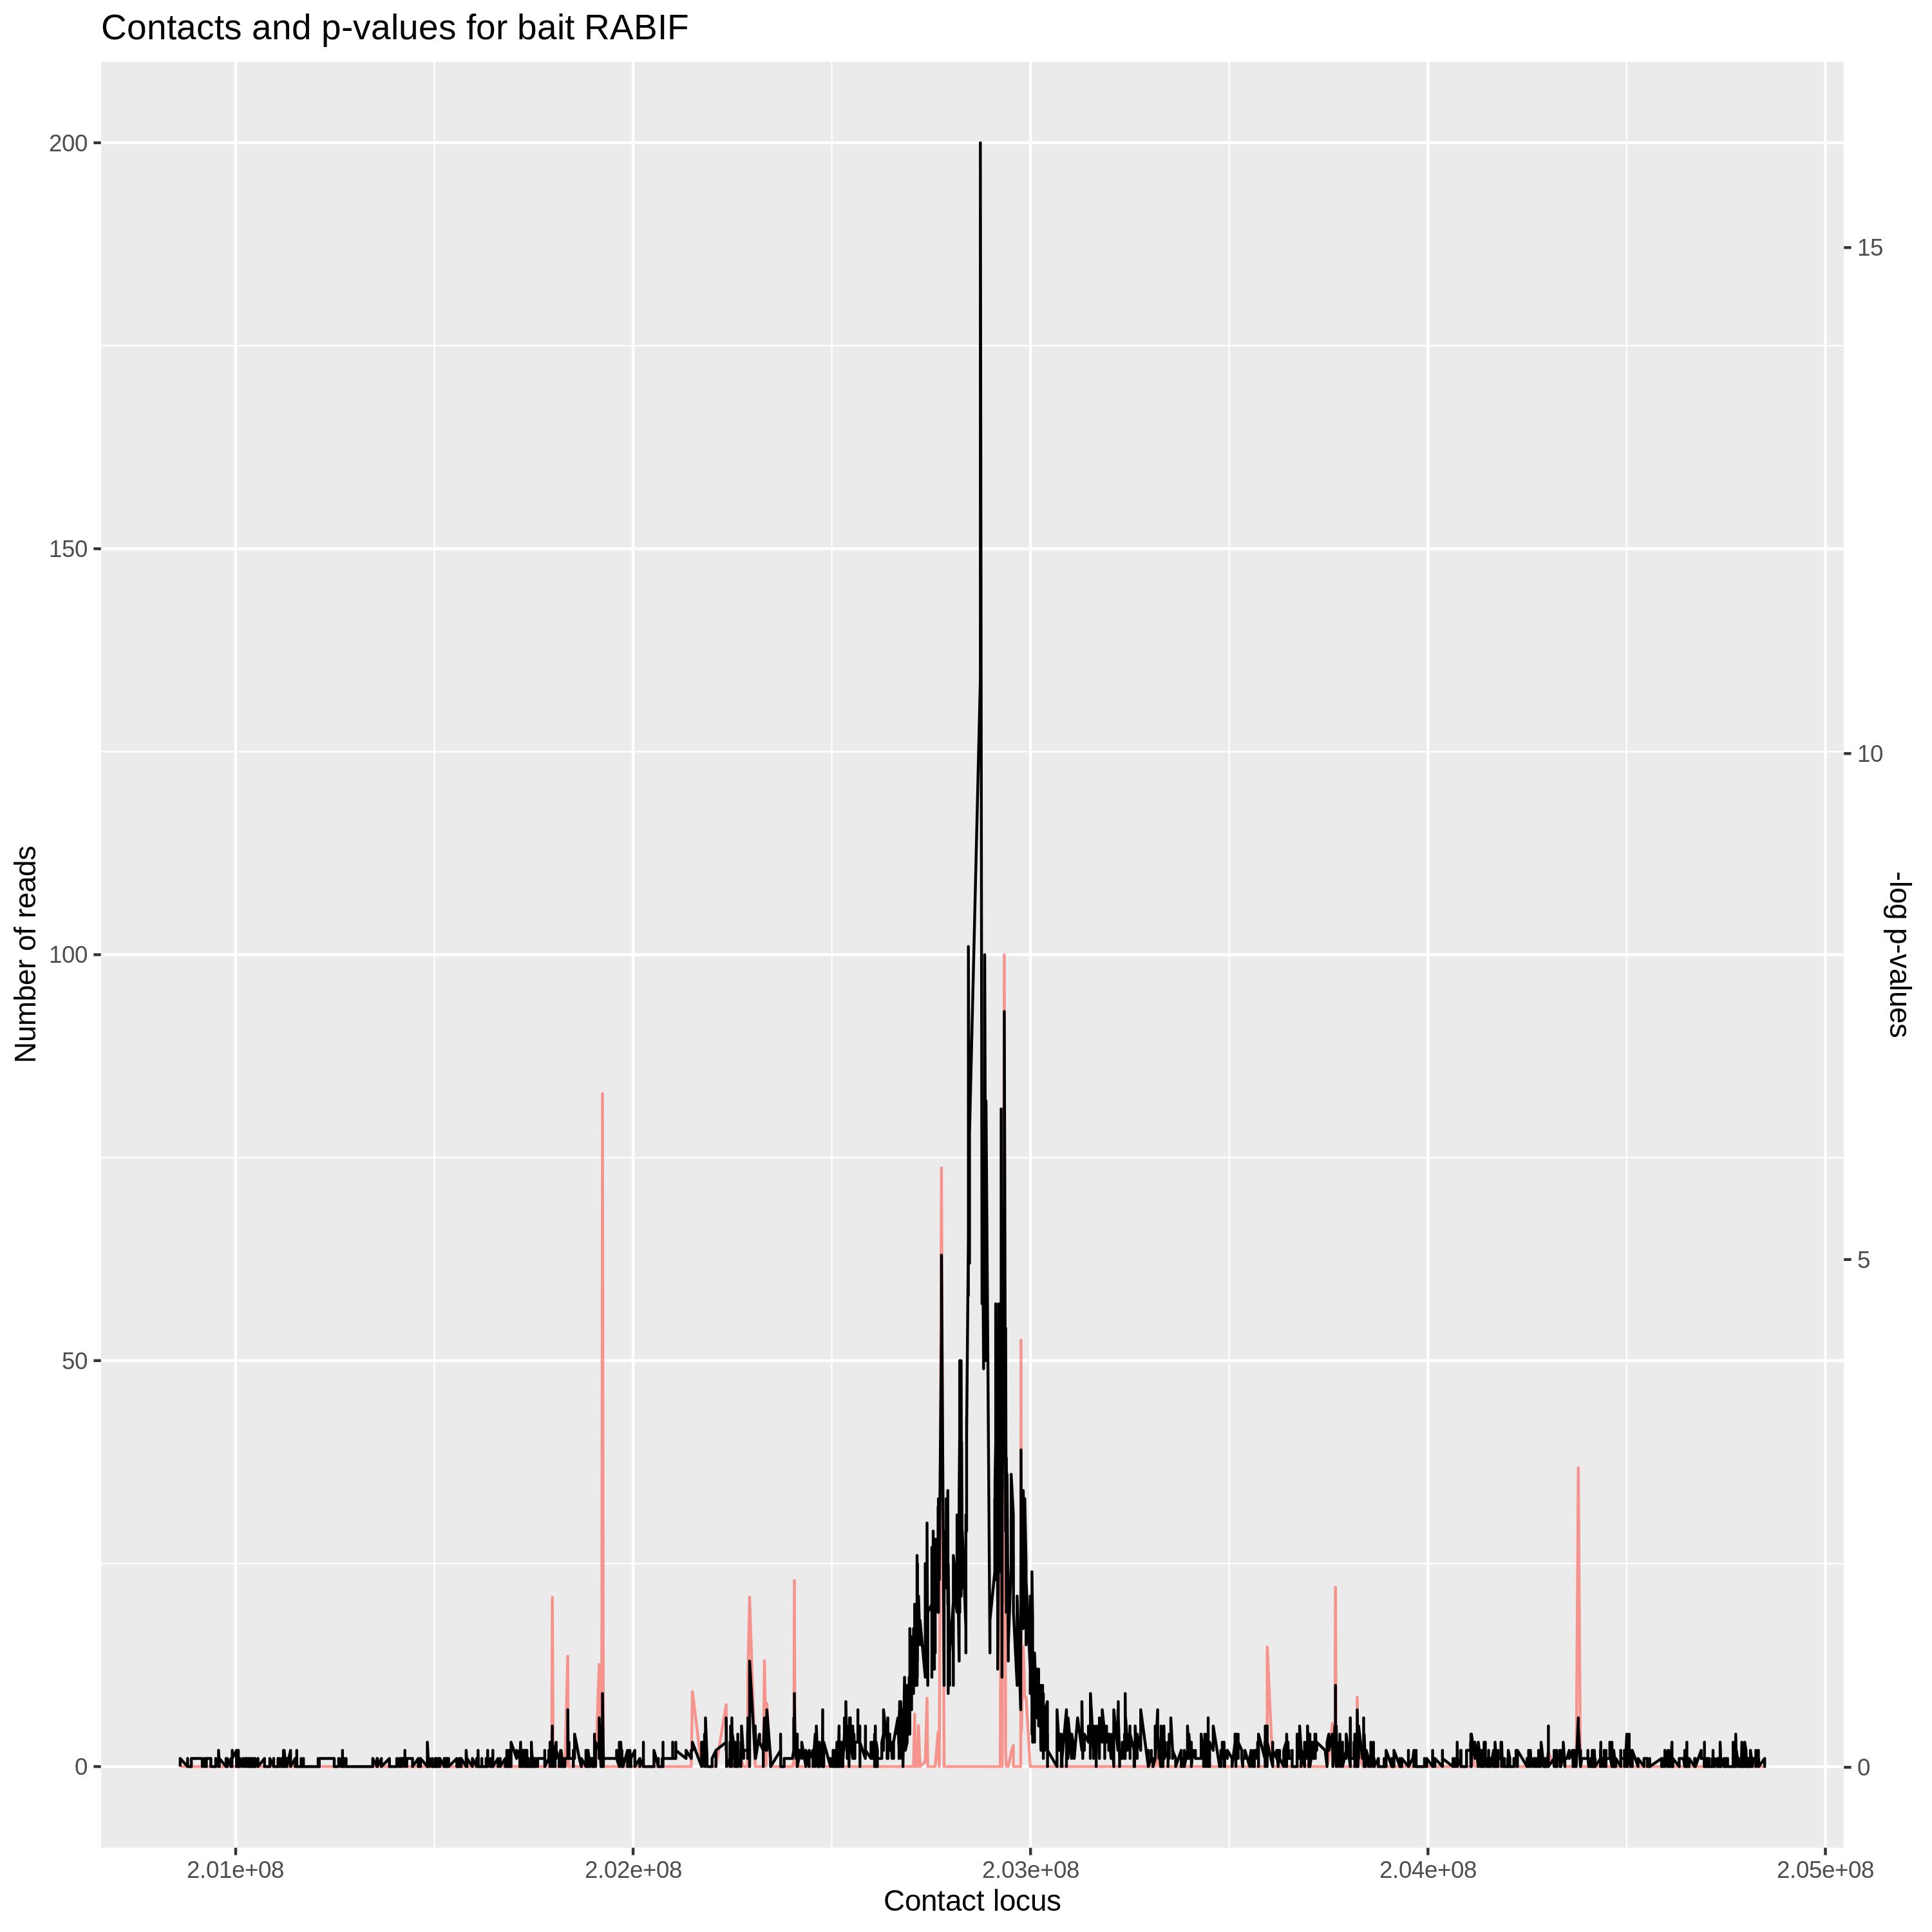 Contacts and p-values for bait RABIF
Number of reads
200
150
100
50
0
15
10
5
0
-log p-values
2.01e+08 2.02e+08 2.03e+08 2.04e+08 2.05e+08
Contact locus